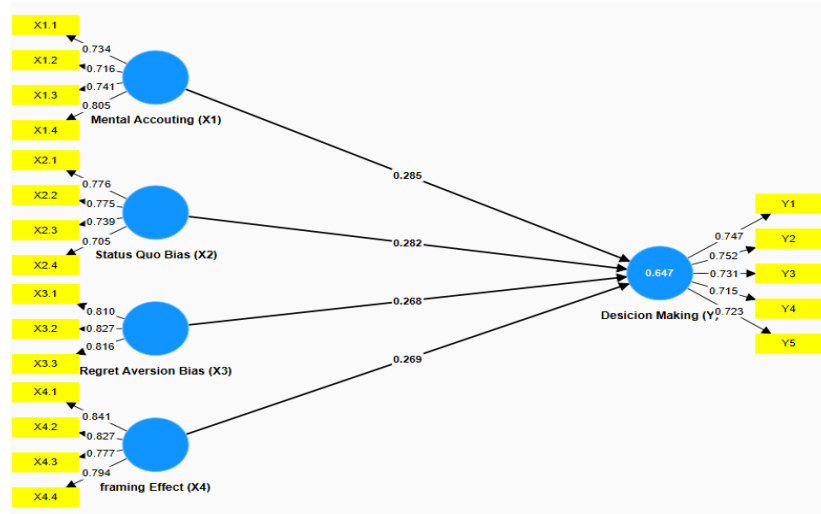 X1.1
0.734
X1.2
0.716
X1.3
0.741
X1.4
0.805
Mental Accouting (X1)
X2.1
0.776
X2.2
0.775
X2.3
0.739
X2.4
0.705
Status Quo Bias (X2)
X3.1
0.810
X3.2
0.827
X3.3
0.816
Regret Aversion Bias (X3)
X4.1
0.841
X4.2
0.827
X4.3
0.777
X4.4
0.794
framing Effect (X4)
0.285
0.282
0.268
0.269
0.647
Desicion Making (Y)
0.747
Y1
0.752
Y2
0.731
Y3
0.715
Y4
0.723
Y5